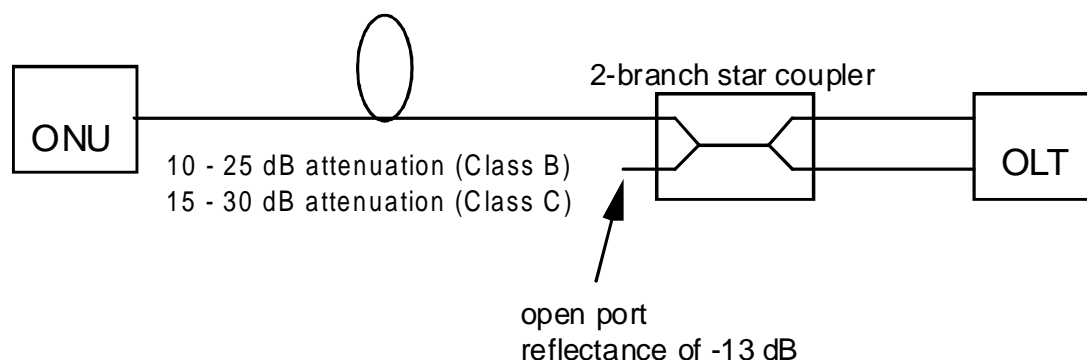 2-branch star coupler
ONU
OLT
10 - 25 dB attenuation (Class B)
15 - 30 dB attenuation (Class C)
open port
reflectance of -13 dB